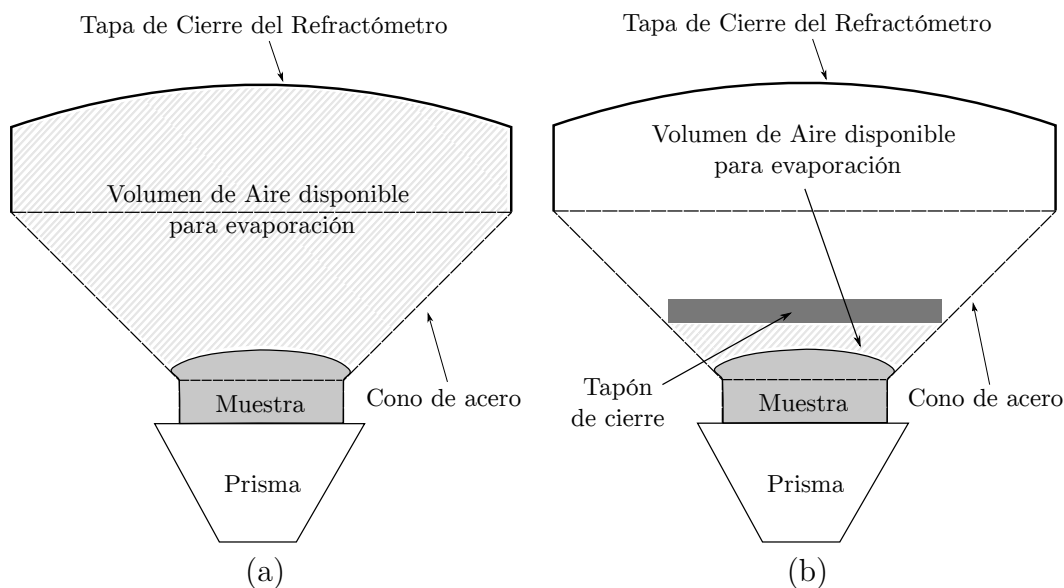 Tapa de Cierre del Refractómetro
Volumen de Aire disponible
para evaporación
Cono de acero
Muestra
Prisma
(a)
Tapa de Cierre del Refractómetro
Volumen de Aire disponible
para evaporación
Tapón
de cierre
Cono de acero
Muestra
Prisma
(b)